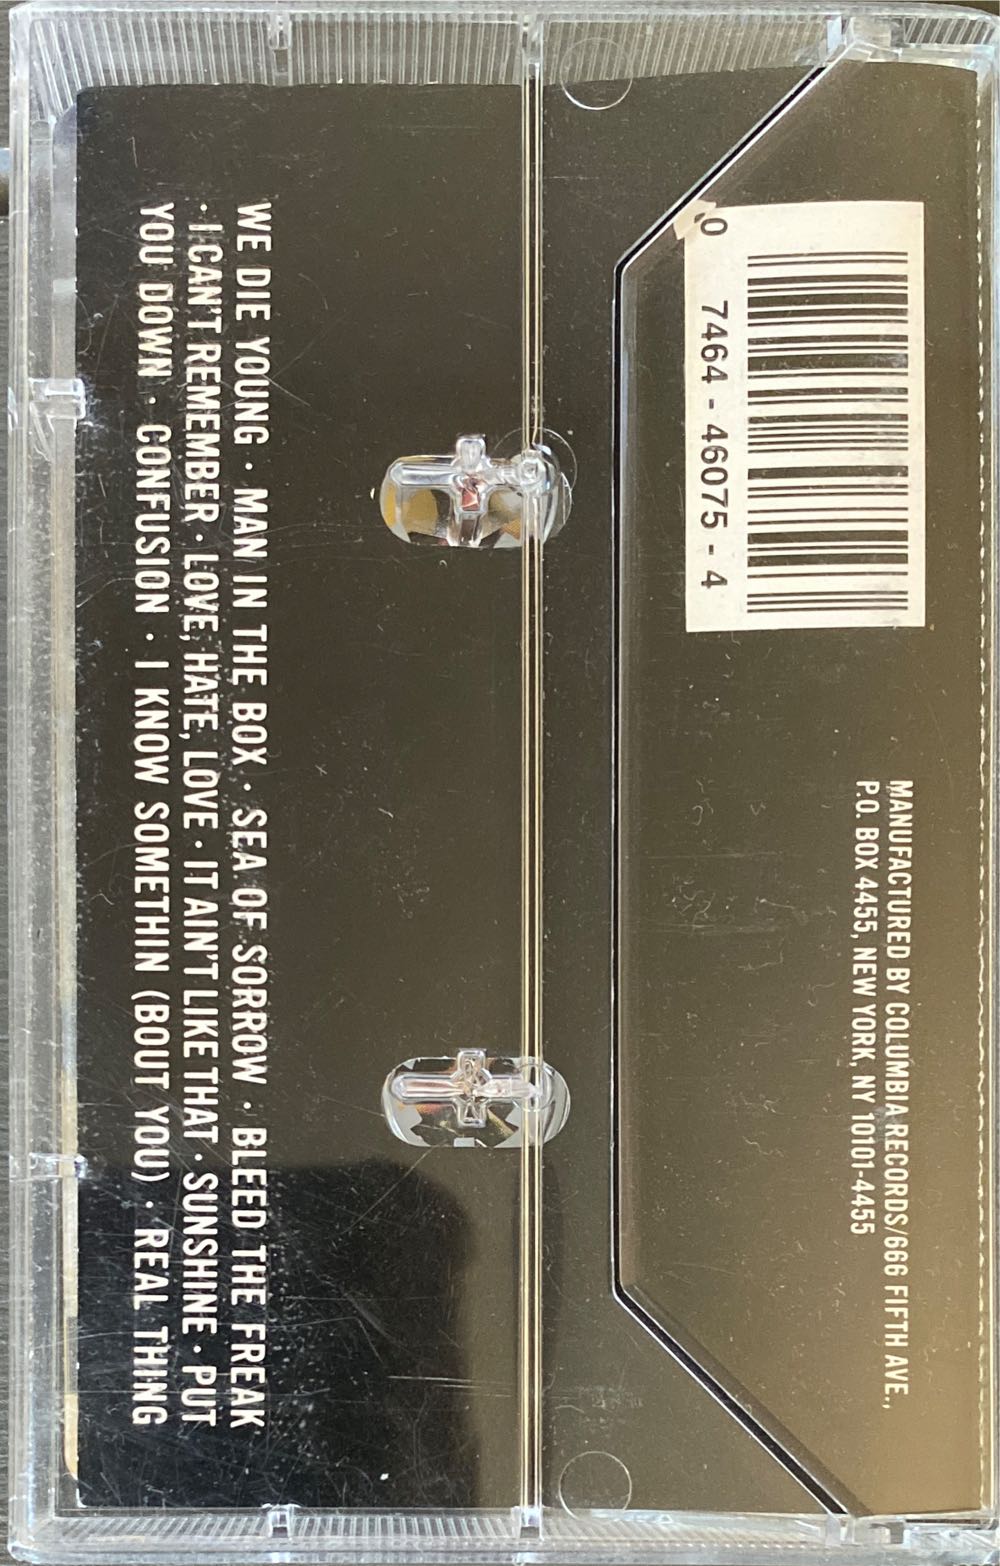 0 7464-46075-4
MANUFACTURED BY COLUMBIA RECORDS/666 FIFTH AVE.,
P.O. BOX 4455, NEW YORK, NY 10101-4455
WE DIE YOUNG · MAN IN THE BOX · SEA OF SORROW · BLEED THE FREAK
· I CAN'T REMEMBER · LOVE, HATE, LOVE · IT AIN'T LIKE THAT · SUNSHINE · PUT
YOU DOWN · CONFUSION · I KNOW SOMETHIN (BOUT YOU) · REAL THING